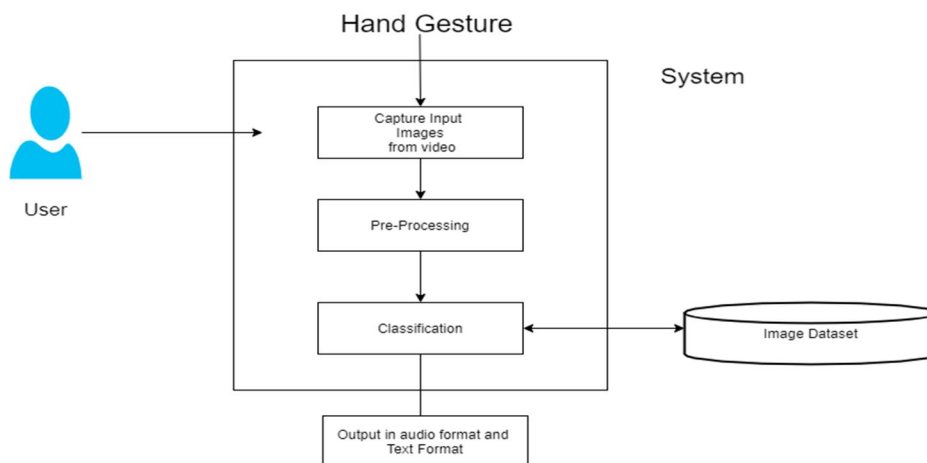 Hand Gesture
System
Capture Input
Images
from video
User
Pre-Processing
Classification
Image Dataset
Output in audio format and
Text Format